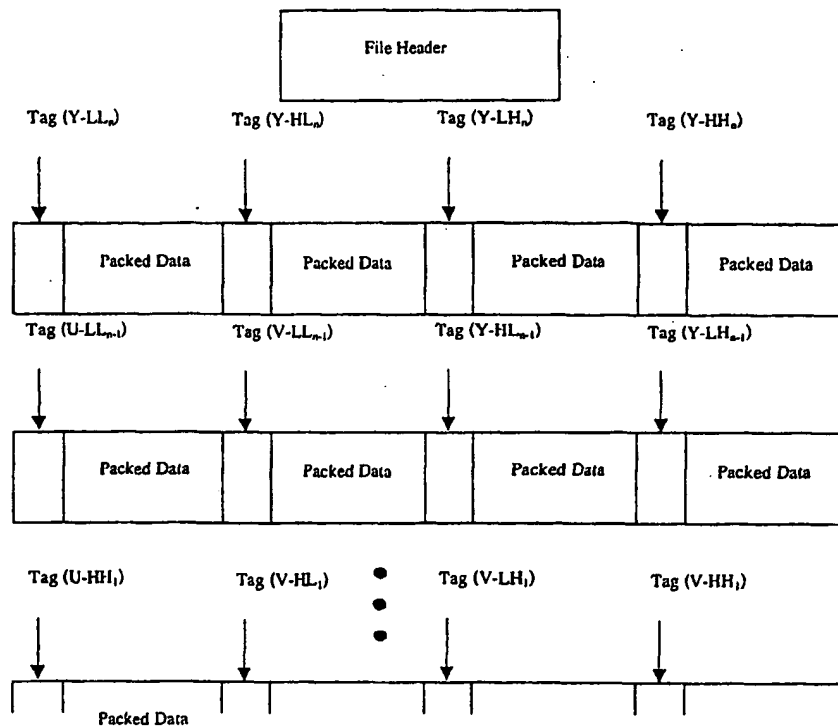 File Header
Tag (Y-LLₙ) Tag (Y-HLₙ) Tag (Y-LHₙ) Tag (Y-HHₙ)
Packed Data Packed Data Packed Data Packed Data
Tag (U-LLₙ₋₁) Tag (V-LLₙ₋₁) Tag (Y-HLₙ₋₁) Tag (Y-LHₙ₋₁)
Packed Data Packed Data Packed Data Packed Data
Tag (U-HH₁) Tag (V-HL₁) Tag (V-LH₁) Tag (V-HH₁)
Packed Data